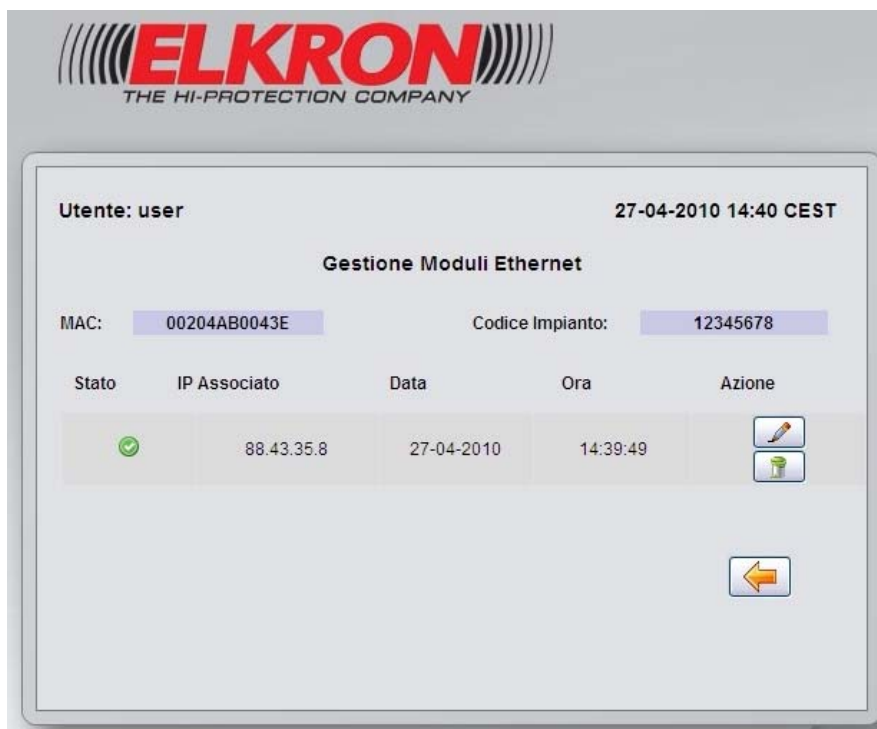 ELKRON
THE HI-PROTECTION COMPANY
Utente: user 27-04-2010 14:40 CEST
Gestione Moduli Ethernet
MAC: 00204AB0043E Codice Impianto: 12345678
Stato IP Associato Data Ora Azione
88.43.35.8 27-04-2010 14:39:49